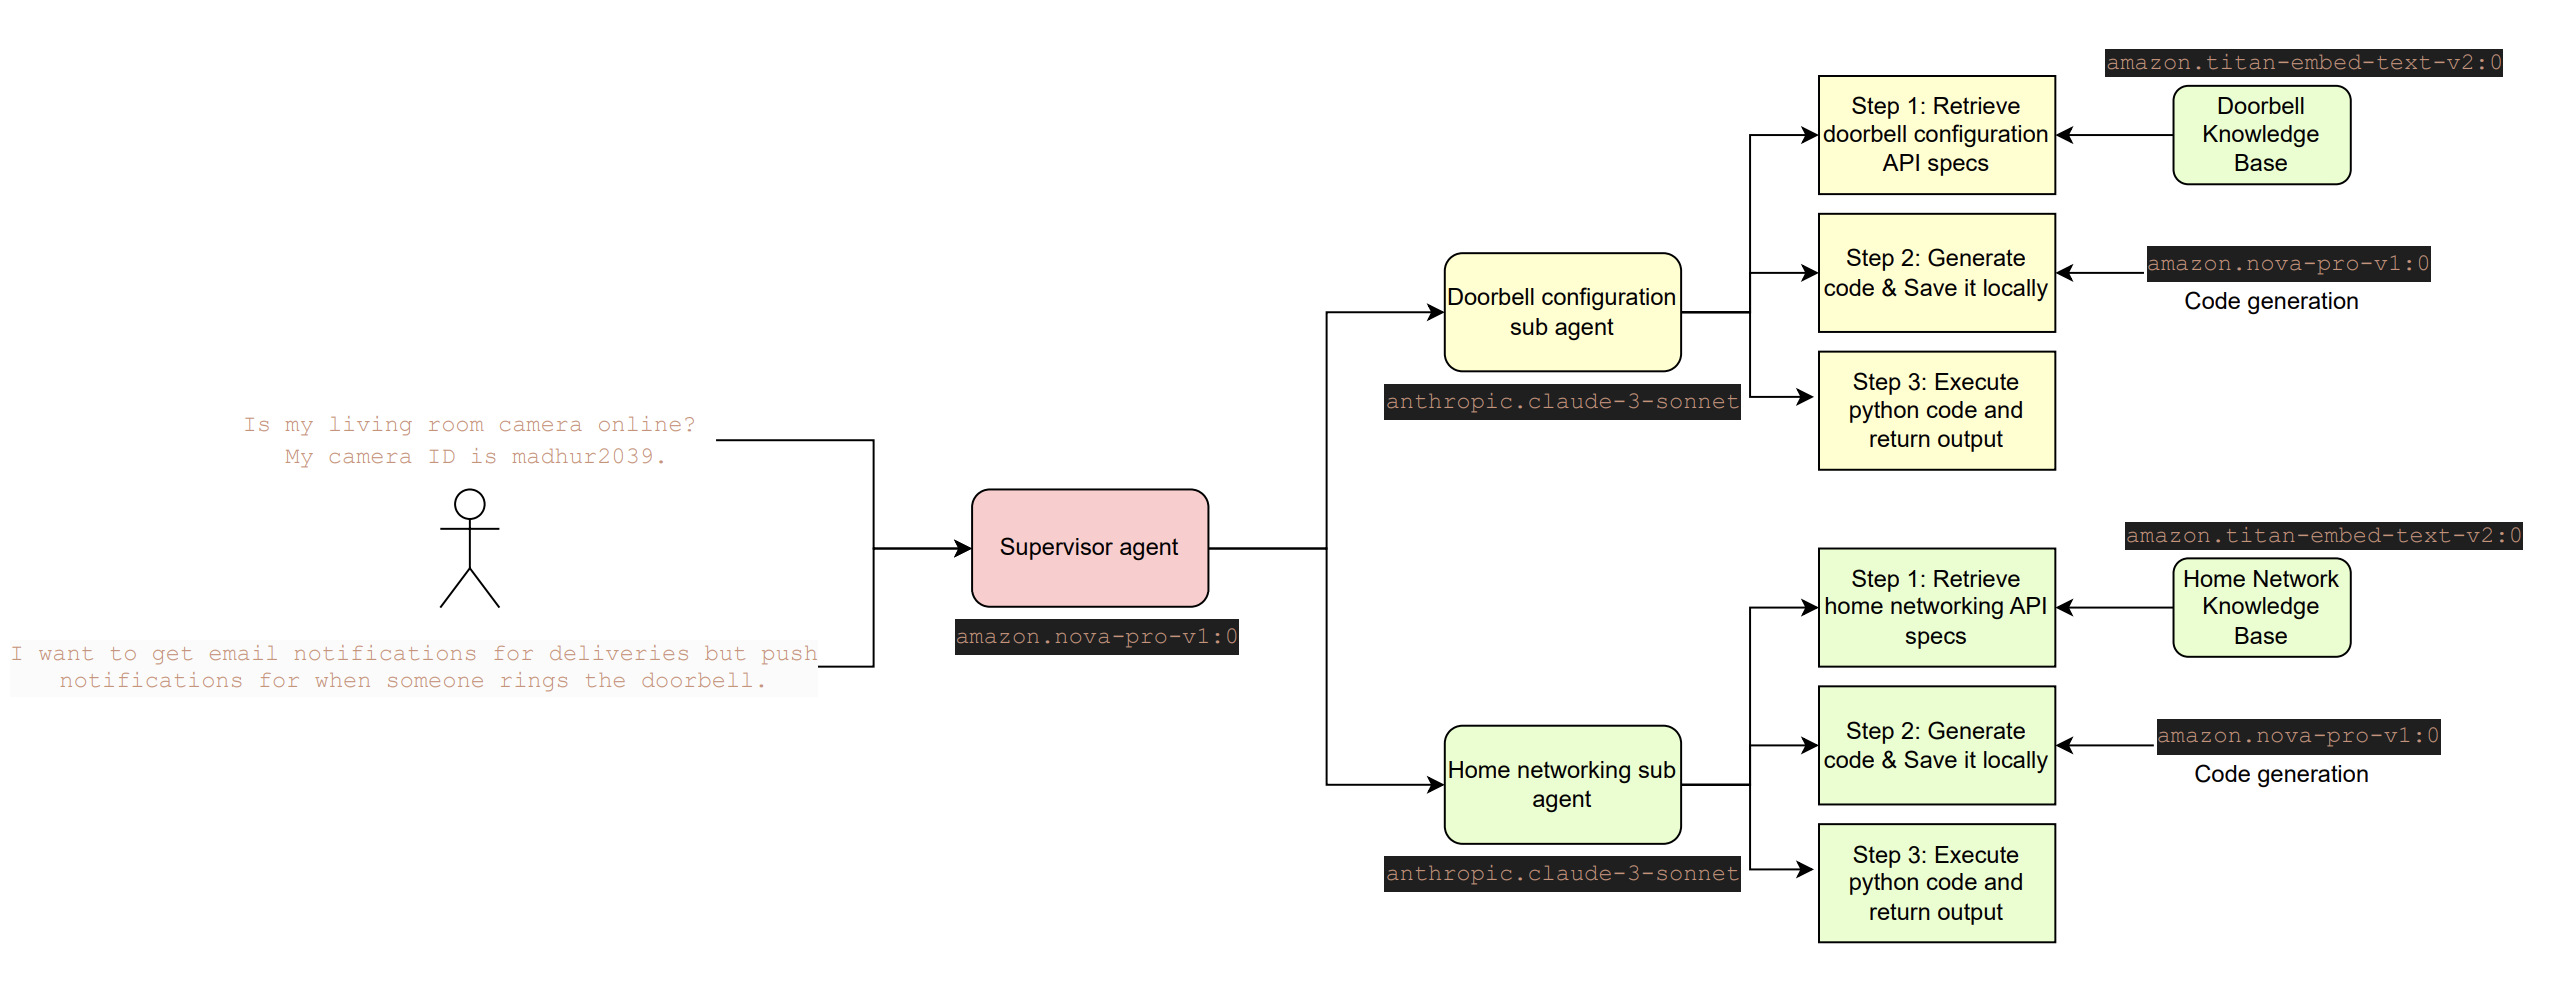 Is my living room camera online?
My camera ID is madhur2039.
I want to get email notifications for deliveries but push
notifications for when someone rings the doorbell.
Supervisor agent
amazon.nova-pro-v1:0
Doorbell configuration
sub agent
anthropic.claude-3-sonnet
Step 1: Retrieve
doorbell configuration
API specs
amazon.titan-embed-text-v2:0
Doorbell
Knowledge
Base
Step 2: Generate
code & Save it locally
amazon.nova-pro-v1:0
Code generation
Step 3: Execute
python code and
return output
Home networking sub
agent
anthropic.claude-3-sonnet
Step 1: Retrieve
home networking API
specs
amazon.titan-embed-text-v2:0
Home Network
Knowledge
Base
Step 2: Generate
code & Save it locally
amazon.nova-pro-v1:0
Code generation
Step 3: Execute
python code and
return output